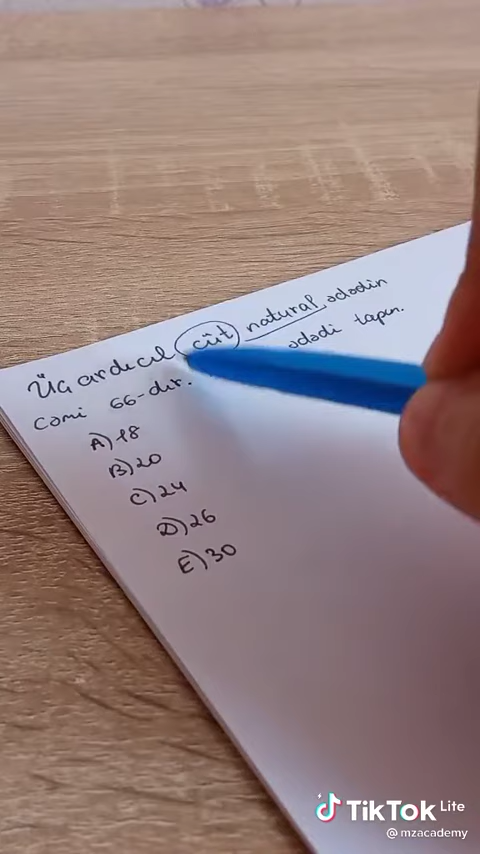 Üç ardıcıl cüt natural ədədin
cəmi 66-dır. ədədi tapın.
A) 18
B) 20
C) 24
D) 26
E) 30
TikTok Lite
@mzacademy